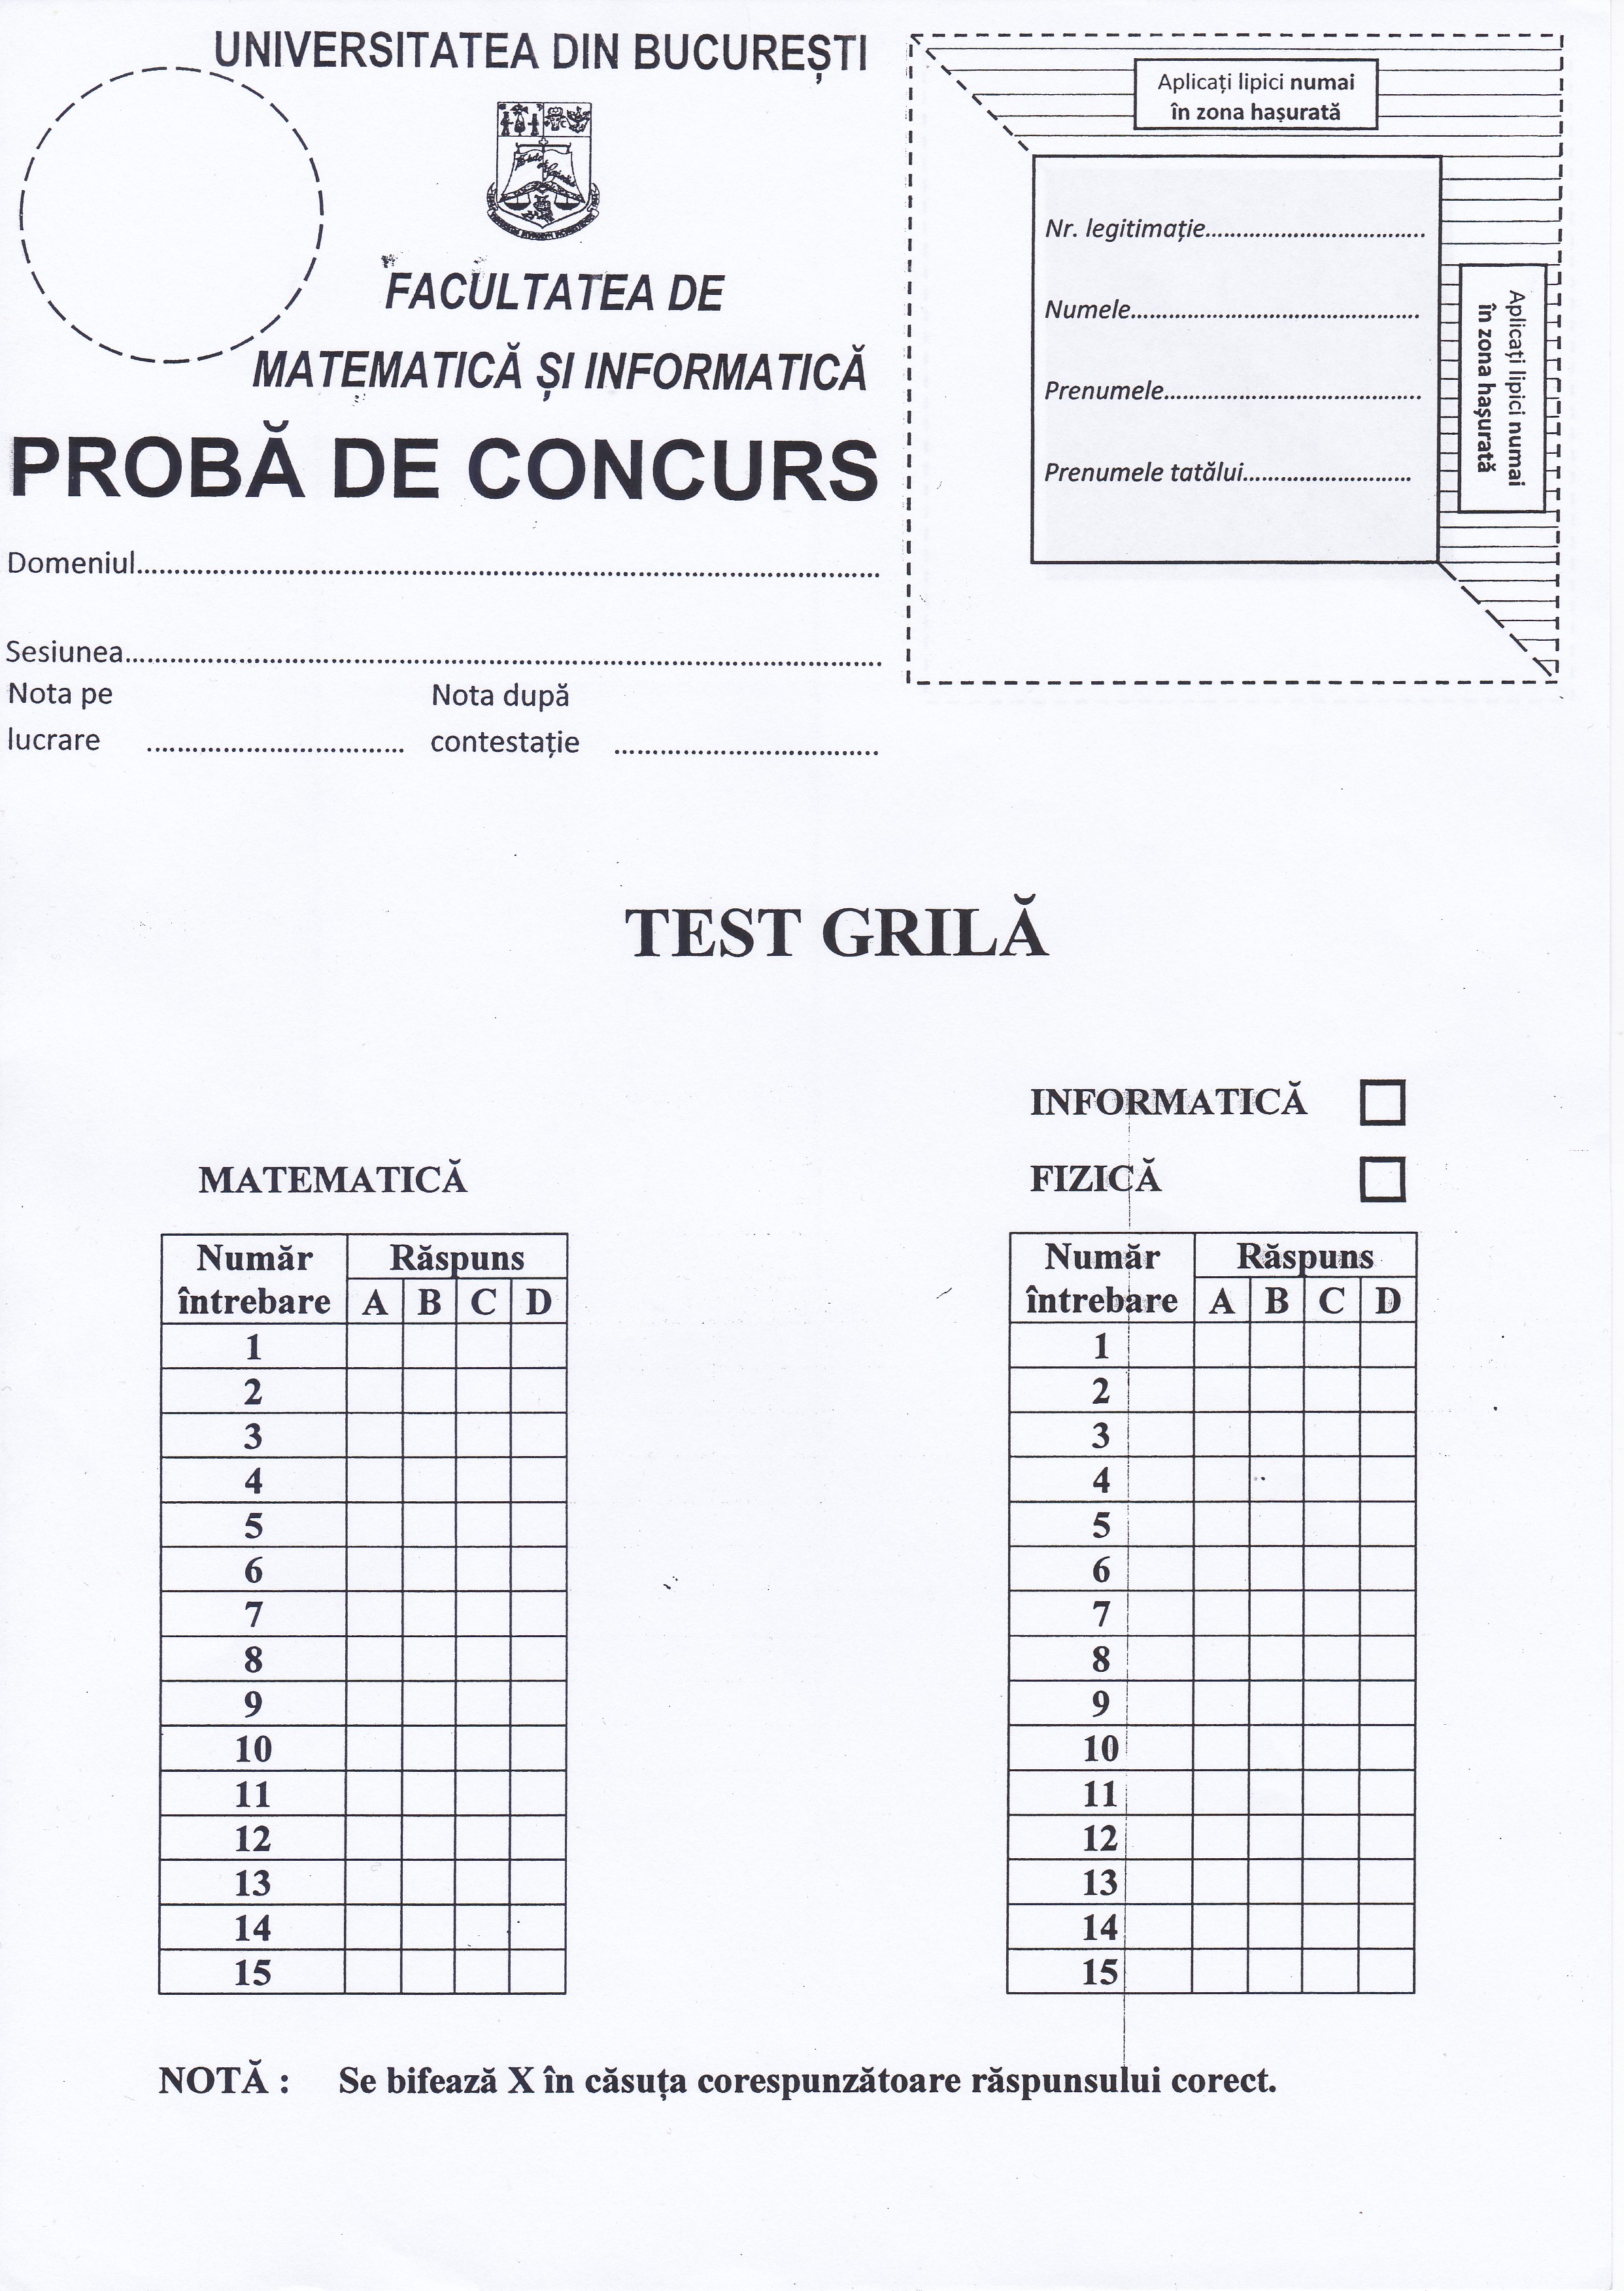 UNIVERSITATEA DIN BUCUREȘTI
FACULTATEA DE
MATEMATICĂ ȘI INFORMATICĂ
PROBĂ DE CONCURS
Domeniul...................................................................................................
Sesiunea....................................................................................................
Nota pe Nota după
lucrare .................................. contestație ...................................
Aplicați lipici numai
în zona hașurată
Nr. legitimație...................................
Numele..............................................
Prenumele.........................................
Prenumele tatălui...........................
Aplicați lipici numai
în zona hașurată
TEST GRILĂ
INFORMATICĂ
FIZICĂ
MATEMATICĂ
Număr Răspuns
întrebare A B C D
1
2
3
4
5
6
7
8
9
10
11
12
13
14
15
Număr Răspuns
întrebare A B C D
1
2
3
4
5
6
7
8
9
10
11
12
13
14
15
NOTĂ : Se bifează X în căsuța corespunzătoare răspunsului corect.